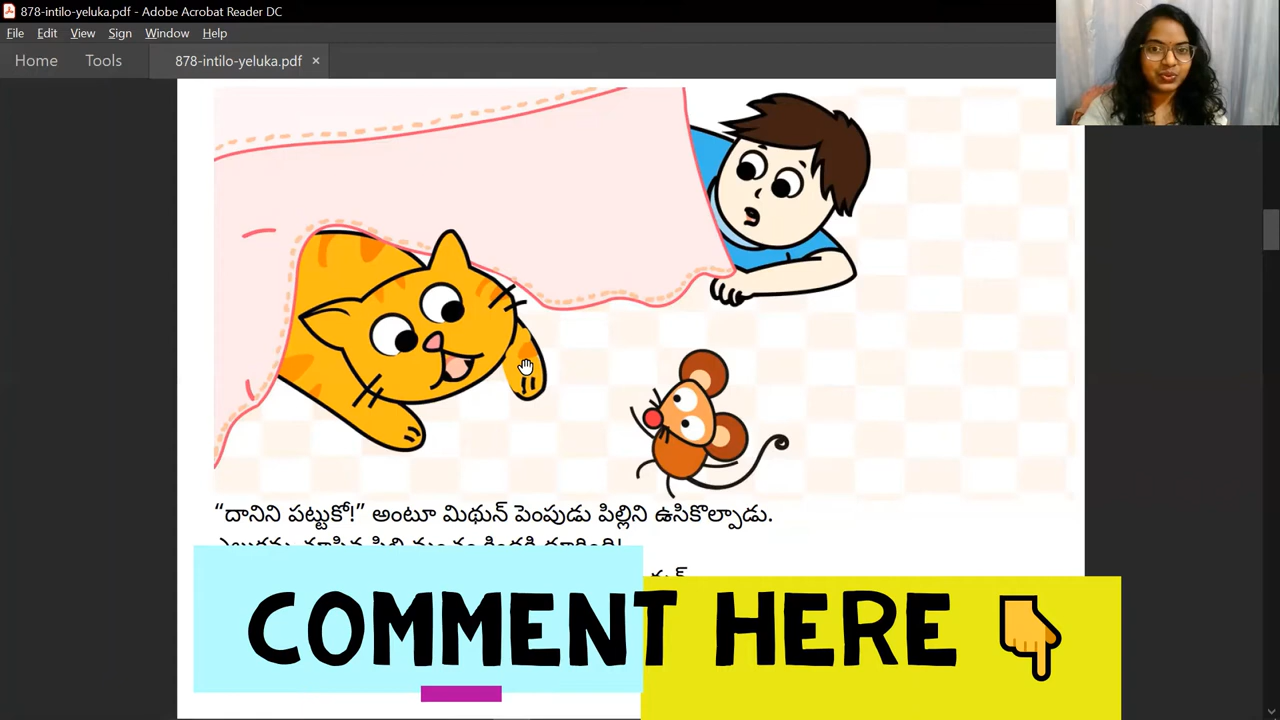 878-intilo-yeluka.pdf - Adobe Acrobat Reader DC
File Edit View Sign Window Help
Home Tools 878-intilo-yeluka.pdf ×
“దానిని పట్టుకో!” అంటూ మిథున్ పెంపుడు పిల్లిని ఉసికొల్పాడు.
COMMENT HERE